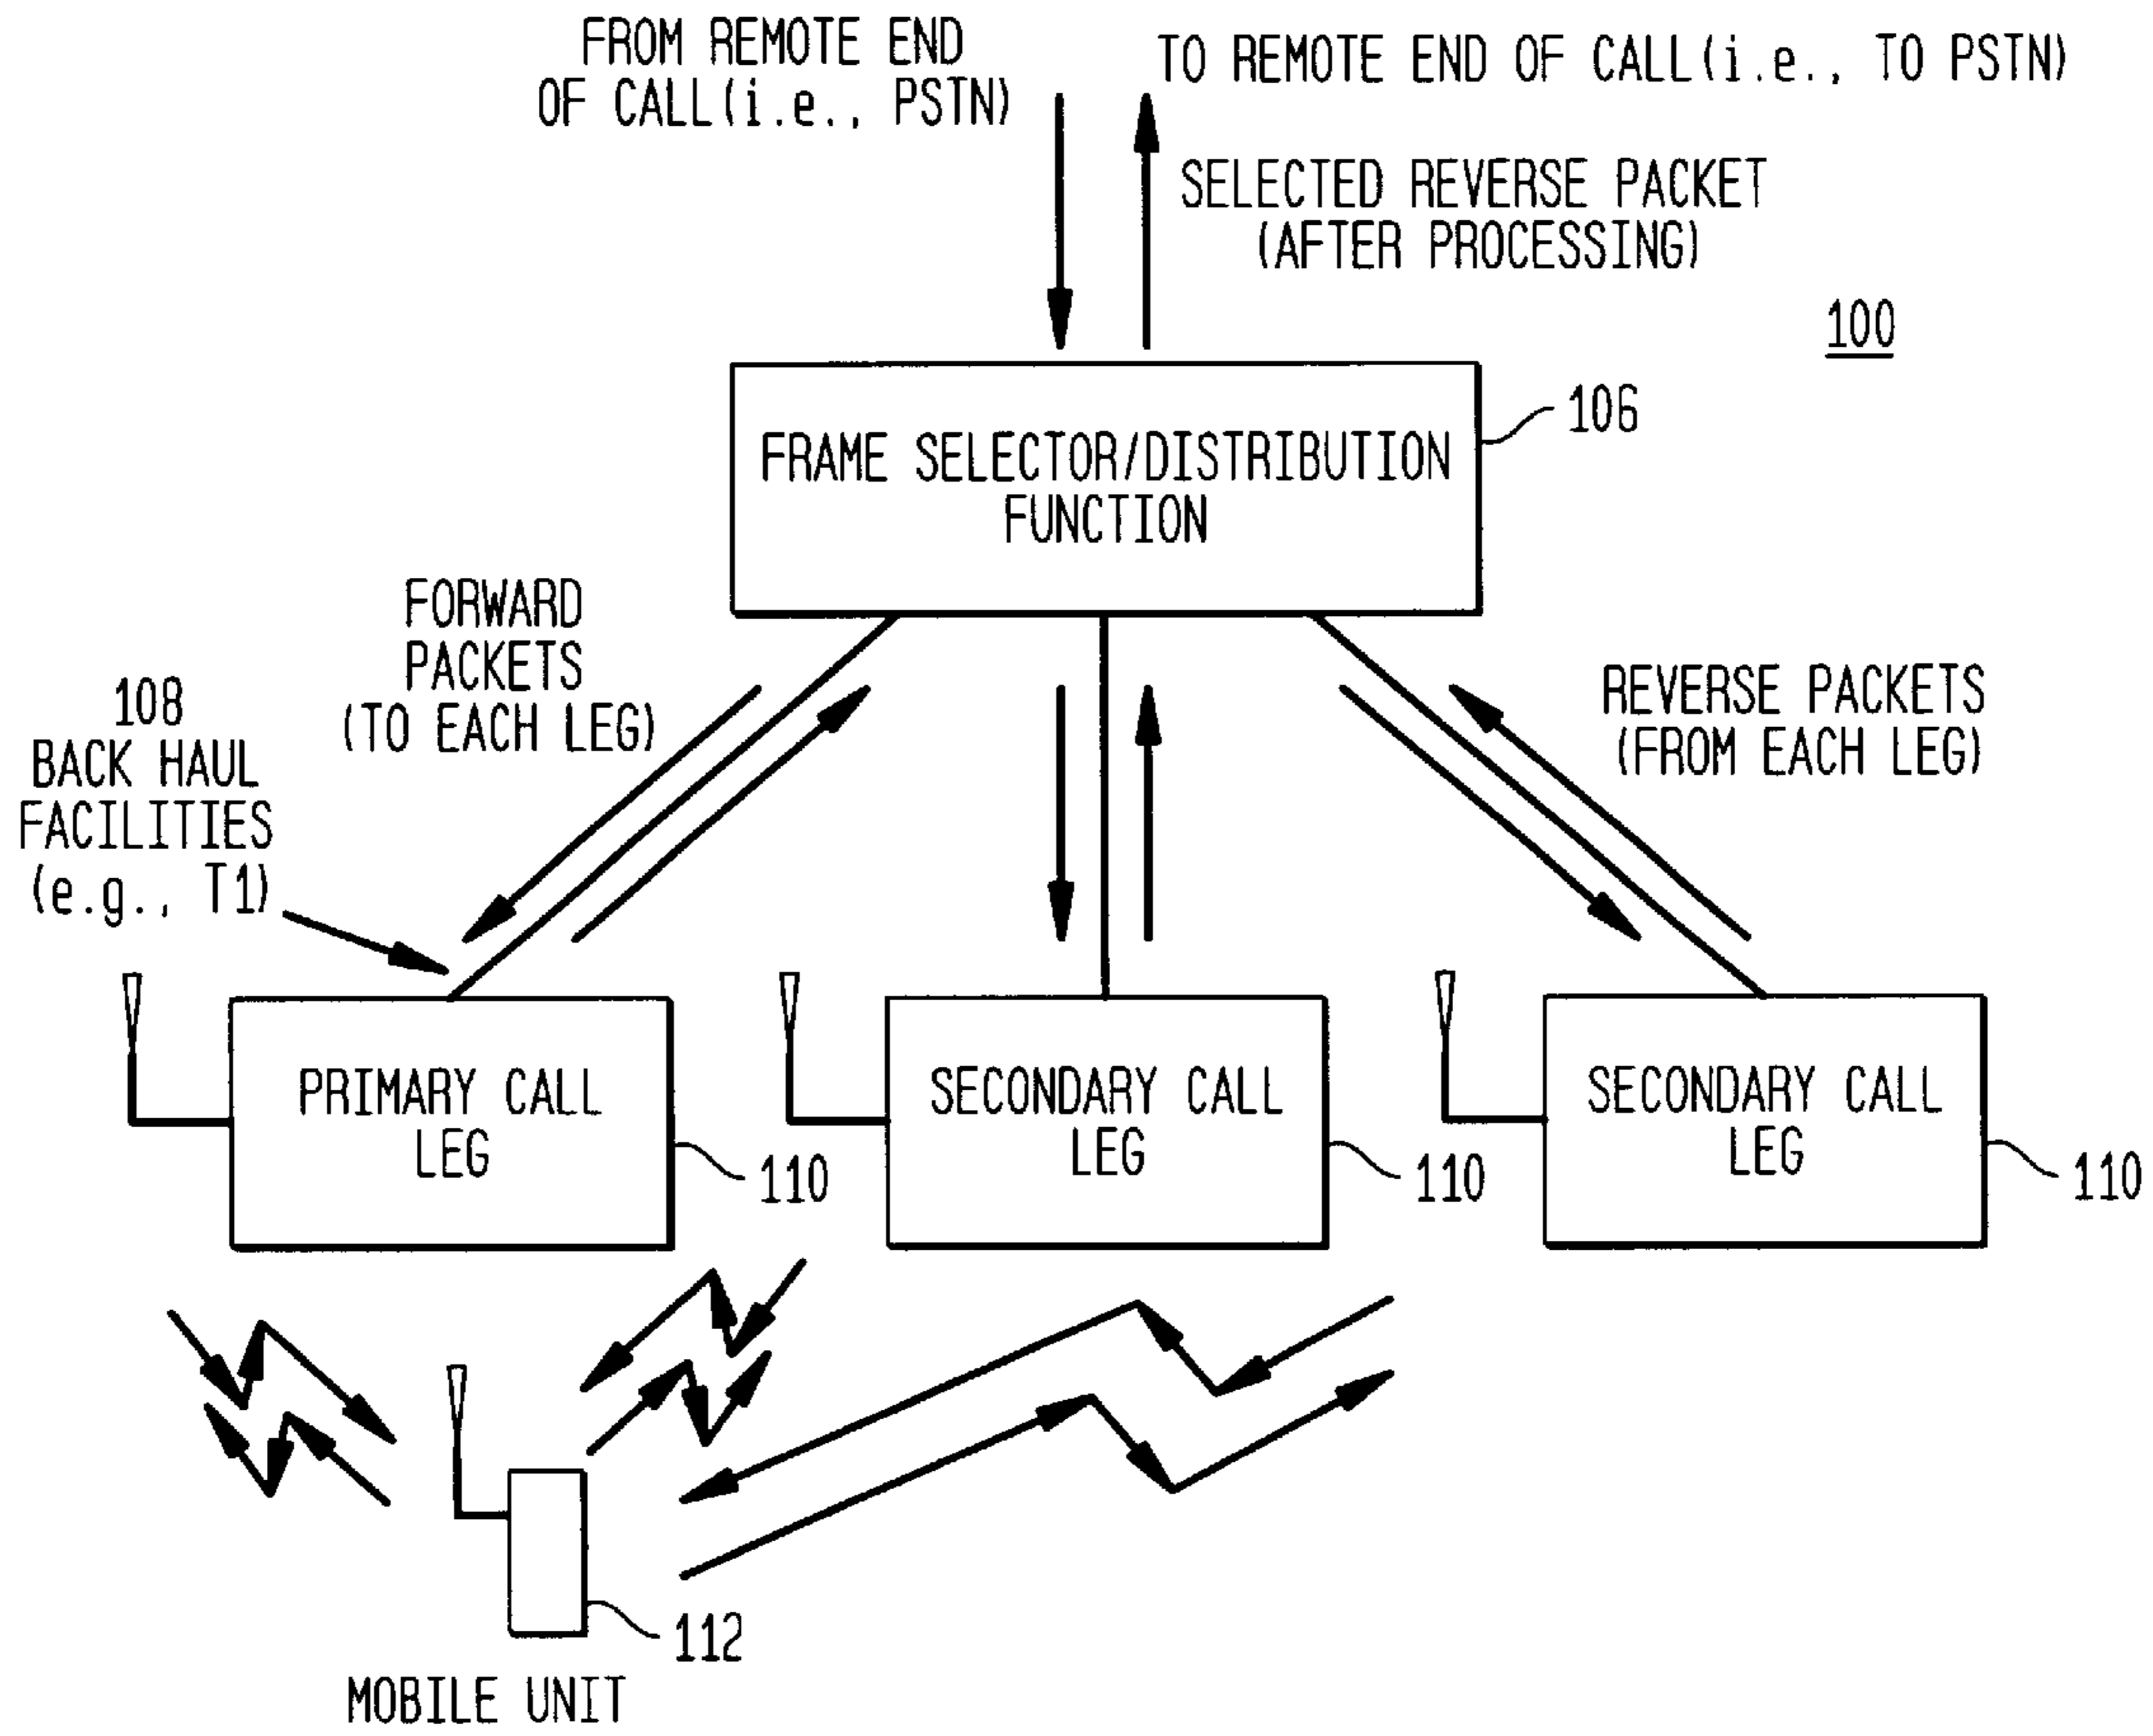 FROM REMOTE END
OF CALL(i.e., PSTN)
TO REMOTE END OF CALL(i.e., TO PSTN)
SELECTED REVERSE PACKET
(AFTER PROCESSING)
100
106
FRAME SELECTOR/DISTRIBUTION
FUNCTION
FORWARD
PACKETS
(TO EACH LEG)
REVERSE PACKETS
(FROM EACH LEG)
108
BACK HAUL
FACILITIES
(e.g., T1)
PRIMARY CALL
LEG
110
SECONDARY CALL
LEG
110
SECONDARY CALL
LEG
110
112
MOBILE UNIT